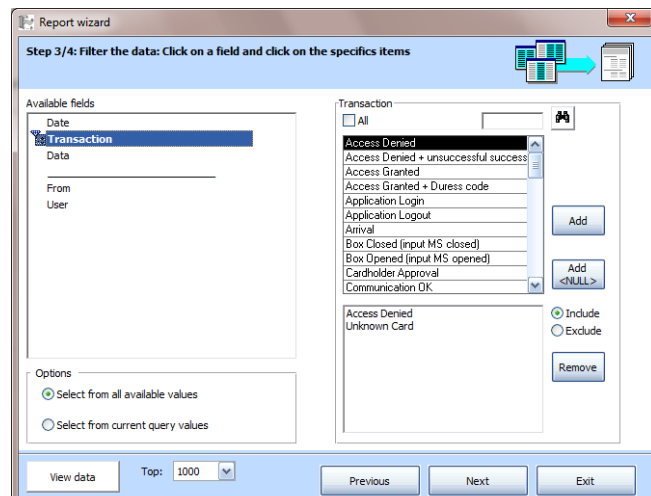 Report wizard
Step 3/4: Filter the data: Click on a field and click on the specifics items
Available fields
Date
Transaction
Data
From
User
Options
Select from all available values
Select from current query values
Transaction
All
Access Denied
Access Denied + unsuccessful success
Access Granted
Access Granted + Duress code
Application Login
Application Logout
Arrival
Box Closed (input MS closed)
Box Opened (input MS opened)
Cardholder Approval
Communication OK
Add
Add
<NULL>
Access Denied
Unknown Card
Include
Exclude
Remove
View data
Top: 1000
Previous
Next
Exit